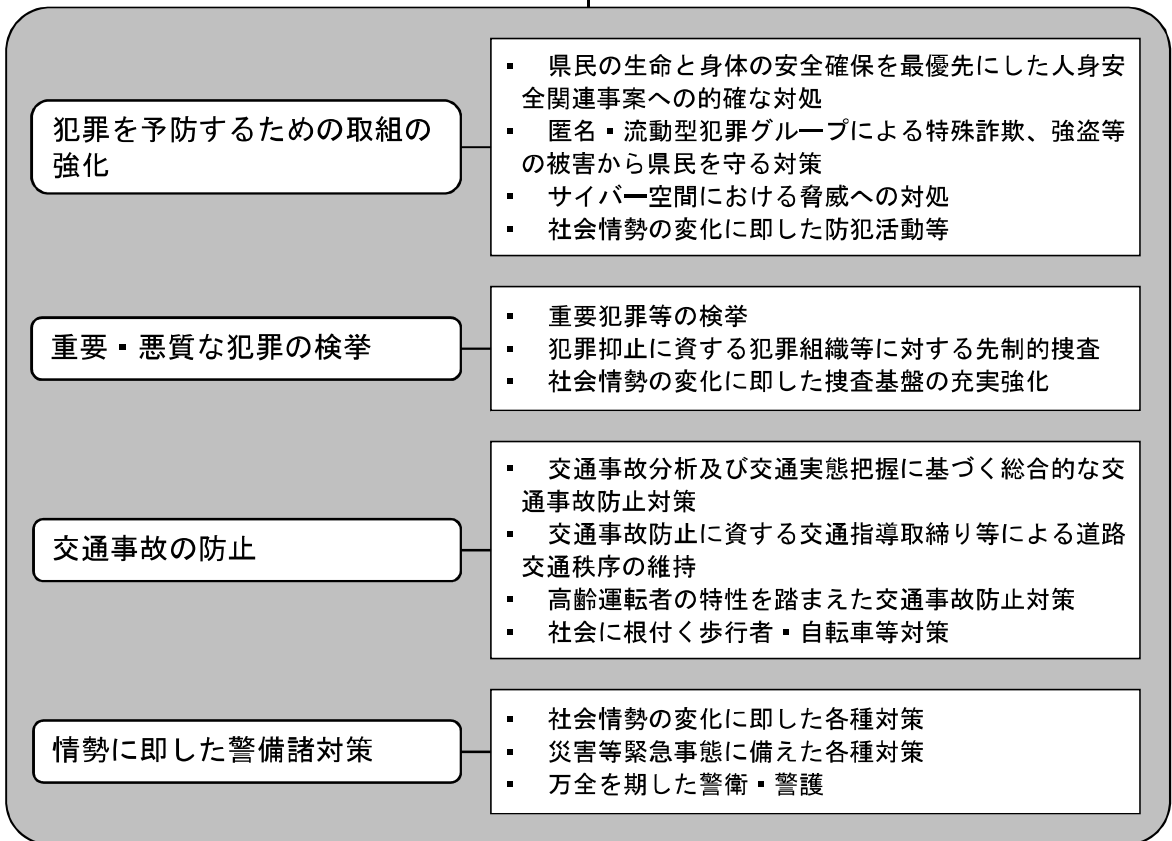 犯罪を予防するための取組の
強化
▪ 県民の生命と身体の安全確保を最優先にした人身安
全関連事案への的確な対処
▪ 匿名・流動型犯罪グループによる特殊詐欺、強盗等
の被害から県民を守る対策
▪ サイバー空間における脅威への対処
▪ 社会情勢の変化に即した防犯活動等
重要・悪質な犯罪の検挙
▪ 重要犯罪等の検挙
▪ 犯罪抑止に資する犯罪組織等に対する先制的捜査
▪ 社会情勢の変化に即した捜査基盤の充実強化
交通事故の防止
▪ 交通事故分析及び交通実態把握に基づく総合的な交
通事故防止対策
▪ 交通事故防止に資する交通指導取締り等による道路
交通秩序の維持
▪ 高齢運転者の特性を踏まえた交通事故防止対策
▪ 社会に根付く歩行者・自転車等対策
情勢に即した警備諸対策
▪ 社会情勢の変化に即した各種対策
▪ 災害等緊急事態に備えた各種対策
▪ 万全を期した警衛・警護